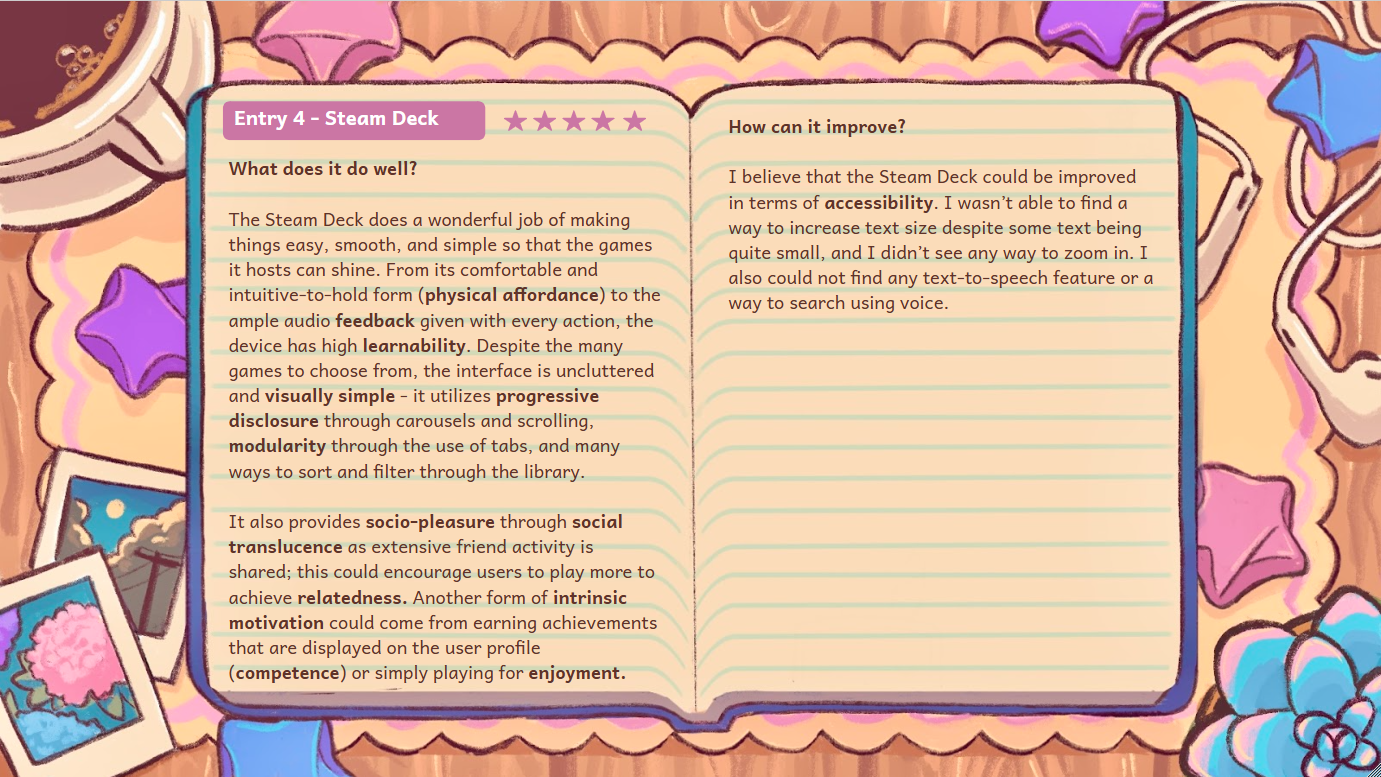 Entry 4 - Steam Deck
What does it do well?
The Steam Deck does a wonderful job of making
things easy, smooth, and simple so that the games
it hosts can shine. From its comfortable and
intuitive-to-hold form (physical affordance) to the
ample audio feedback given with every action, the
device has high learnability. Despite the many
games to choose from, the interface is uncluttered
and visually simple - it utilizes progressive
disclosure through carousels and scrolling,
modularity through the use of tabs, and many
ways to sort and filter through the library.
It also provides socio-pleasure through social
translucence as extensive friend activity is
shared; this could encourage users to play more to
achieve relatedness. Another form of intrinsic
motivation could come from earning achievements
that are displayed on the user profile
(competence) or simply playing for enjoyment.
How can it improve?
I believe that the Steam Deck could be improved
in terms of accessibility. I wasn't able to find a
way to increase text size despite some text being
quite small, and I didn't see any way to zoom in. I
also could not find any text-to-speech feature or a
way to search using voice.